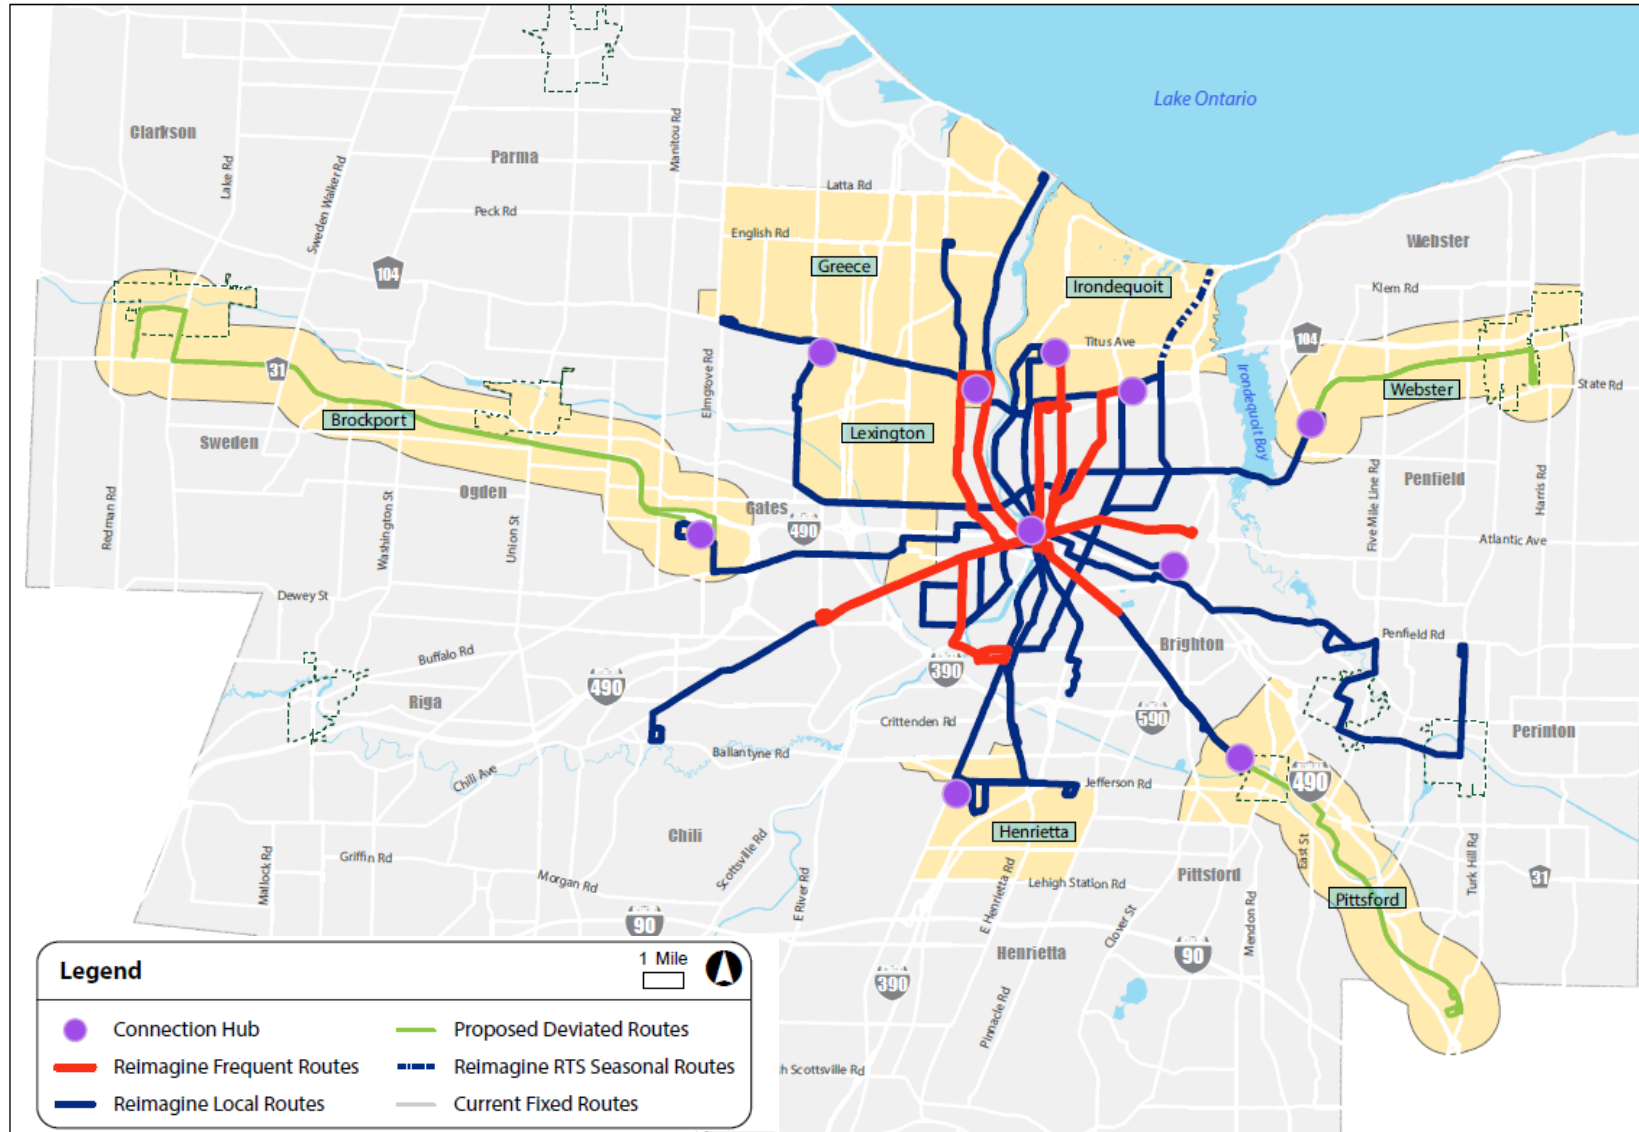 Lake Ontario
Clarkson
Parma
Manitou Rd
Lake Rd
Sweden Walker Rd
Latta Rd
Peck Rd
English Rd
Greece
104
Irondequoit
Webster
Klem Rd
104
Titus Ave
Irondequoit Bay
Webster
State Rd
31
Elmgrove Rd
Brockport
Sweden
Lexington
Ogden
Gates
490
Penfield
Redman Rd
Washington St
Union St
Five Mile Line Rd
Harris Rd
Atlantic Ave
Dewey St
Buffalo Rd
490
Riga
390
Brighton
Penfield Rd
Crittenden Rd
590
Perinton
Ballantyne Rd
Chili Ave
Jefferson Rd
490
Henrietta
Chili
Scottsville Rd
East St
Griffin Rd
Mallock Rd
Morgan Rd
E River Rd
E Henrietta Rd
Lehigh Station Rd
Pittsford
Turk Hill Rd
31
Pittsford
Clover St
Mendon Rd
90
Henrietta
90
390
Pinnacle Rd
h Scottsville Rd
Legend
1 Mile
Connection Hub
Proposed Deviated Routes
Reimagine Frequent Routes
Reimagine RTS Seasonal Routes
Reimagine Local Routes
Current Fixed Routes